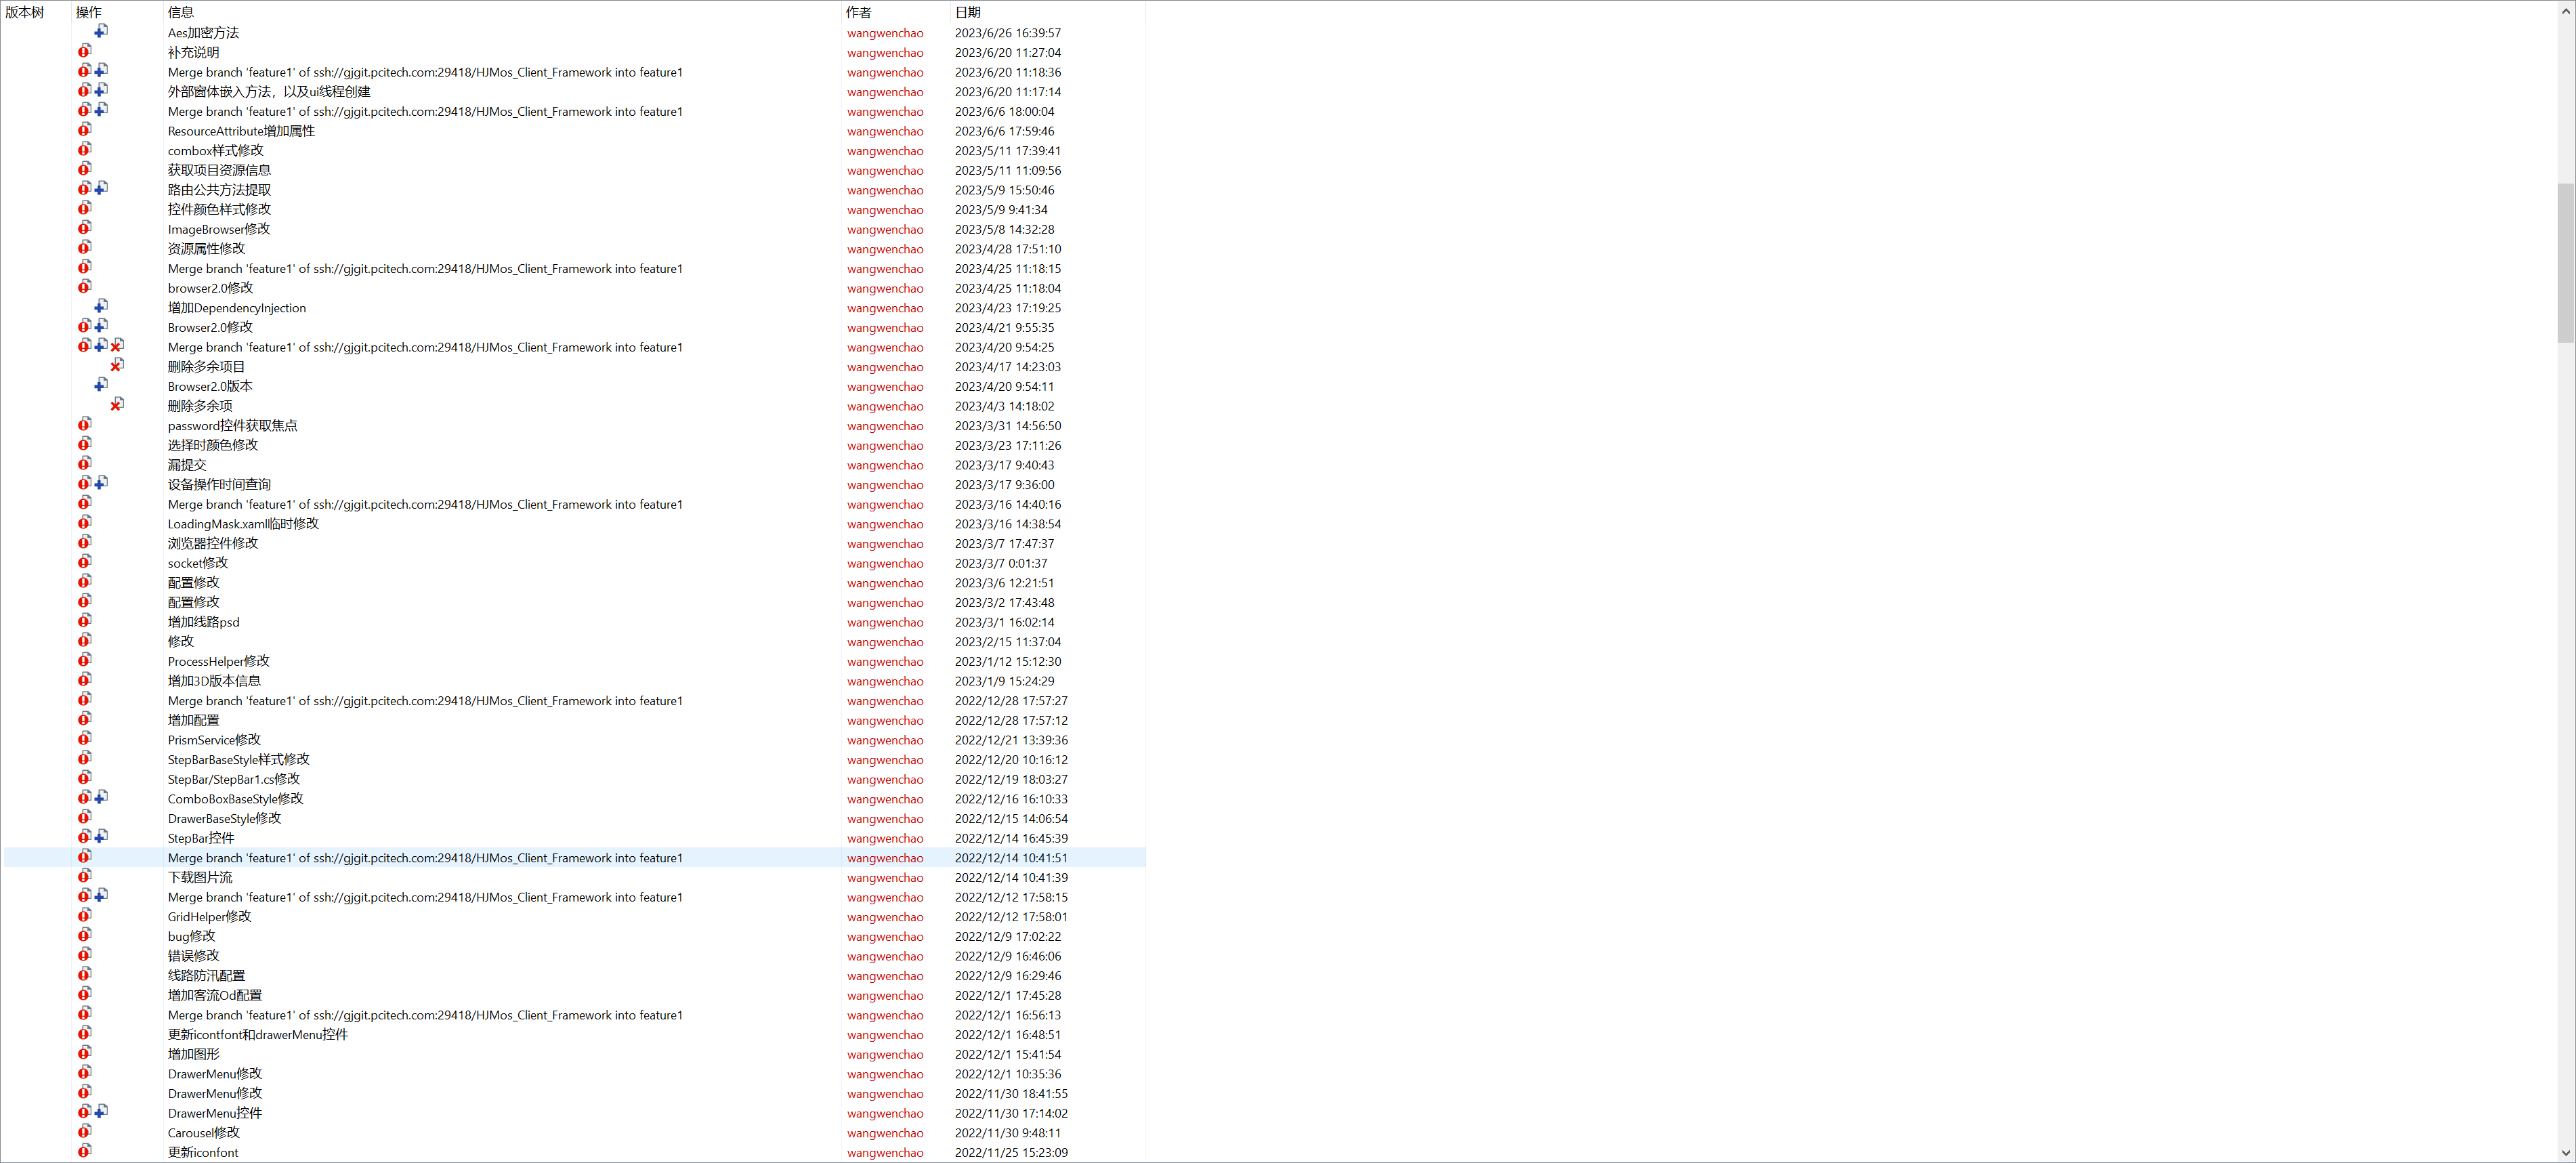 版本树 操作 信息 作者 日期
Aes加密方法 wangwenchao 2023/6/26 16:39:57
补充说明 wangwenchao 2023/6/20 11:27:04
Merge branch 'feature1' of ssh://gjgit.pcitech.com:29418/HJMos_Client_Framework into feature1 wangwenchao 2023/6/20 11:18:36
外部窗体嵌入方法，以及ui线程创建 wangwenchao 2023/6/20 11:17:14
Merge branch 'feature1' of ssh://gjgit.pcitech.com:29418/HJMos_Client_Framework into feature1 wangwenchao 2023/6/6 18:00:04
ResourceAttribute增加属性 wangwenchao 2023/6/6 17:59:46
combox样式修改 wangwenchao 2023/5/11 17:39:41
获取项目资源信息 wangwenchao 2023/5/11 11:09:56
路由公共方法提取 wangwenchao 2023/5/9 15:50:46
控件颜色样式修改 wangwenchao 2023/5/9 9:41:34
ImageBrowser修改 wangwenchao 2023/5/8 14:32:28
资源属性修改 wangwenchao 2023/4/28 17:51:10
Merge branch 'feature1' of ssh://gjgit.pcitech.com:29418/HJMos_Client_Framework into feature1 wangwenchao 2023/4/25 11:18:15
browser2.0修改 wangwenchao 2023/4/25 11:18:04
增加DependencyInjection wangwenchao 2023/4/23 17:19:25
Browser2.0修改 wangwenchao 2023/4/21 9:55:35
Merge branch 'feature1' of ssh://gjgit.pcitech.com:29418/HJMos_Client_Framework into feature1 wangwenchao 2023/4/20 9:54:25
删除多余项目 wangwenchao 2023/4/17 14:23:03
Browser2.0版本 wangwenchao 2023/4/20 9:54:11
删除多余项 wangwenchao 2023/4/3 14:18:02
password控件获取焦点 wangwenchao 2023/3/31 14:56:50
选择时颜色修改 wangwenchao 2023/3/23 17:11:26
漏提交 wangwenchao 2023/3/17 9:40:43
设备操作时间查询 wangwenchao 2023/3/17 9:36:00
Merge branch 'feature1' of ssh://gjgit.pcitech.com:29418/HJMos_Client_Framework into feature1 wangwenchao 2023/3/16 14:40:16
LoadingMask.xaml临时修改 wangwenchao 2023/3/16 14:38:54
浏览器控件修改 wangwenchao 2023/3/7 17:47:37
socket修改 wangwenchao 2023/3/7 0:01:37
配置修改 wangwenchao 2023/3/6 12:21:51
配置修改 wangwenchao 2023/3/2 17:43:48
增加线路psd wangwenchao 2023/3/1 16:02:14
修改 wangwenchao 2023/2/15 11:37:04
ProcessHelper修改 wangwenchao 2023/1/12 15:12:30
增加3D版本信息 wangwenchao 2023/1/9 15:24:29
Merge branch 'feature1' of ssh://gjgit.pcitech.com:29418/HJMos_Client_Framework into feature1 wangwenchao 2022/12/28 17:57:27
增加配置 wangwenchao 2022/12/28 17:57:12
PrismService修改 wangwenchao 2022/12/21 13:39:36
StepBarBaseStyle样式修改 wangwenchao 2022/12/20 10:16:12
StepBar/StepBar1.cs修改 wangwenchao 2022/12/19 18:03:27
ComboBoxBaseStyle修改 wangwenchao 2022/12/16 16:10:33
DrawerBaseStyle修改 wangwenchao 2022/12/15 14:06:54
StepBar控件 wangwenchao 2022/12/14 16:45:39
Merge branch 'feature1' of ssh://gjgit.pcitech.com:29418/HJMos_Client_Framework into feature1 wangwenchao 2022/12/14 10:41:51
下载图片流 wangwenchao 2022/12/14 10:41:39
Merge branch 'feature1' of ssh://gjgit.pcitech.com:29418/HJMos_Client_Framework into feature1 wangwenchao 2022/12/12 17:58:15
GridHelper修改 wangwenchao 2022/12/12 17:58:01
bug修改 wangwenchao 2022/12/9 17:02:22
错误修改 wangwenchao 2022/12/9 16:46:06
线路防汛配置 wangwenchao 2022/12/9 16:29:46
增加客流Od配置 wangwenchao 2022/12/1 17:45:28
Merge branch 'feature1' of ssh://gjgit.pcitech.com:29418/HJMos_Client_Framework into feature1 wangwenchao 2022/12/1 16:56:13
更新icontfont和drawerMenu控件 wangwenchao 2022/12/1 16:48:51
增加图形 wangwenchao 2022/12/1 15:41:54
DrawerMenu修改 wangwenchao 2022/12/1 10:35:36
DrawerMenu修改 wangwenchao 2022/11/30 18:41:55
DrawerMenu控件 wangwenchao 2022/11/30 17:14:02
Carousel修改 wangwenchao 2022/11/30 9:48:11
更新iconfont wangwenchao 2022/11/25 15:23:09